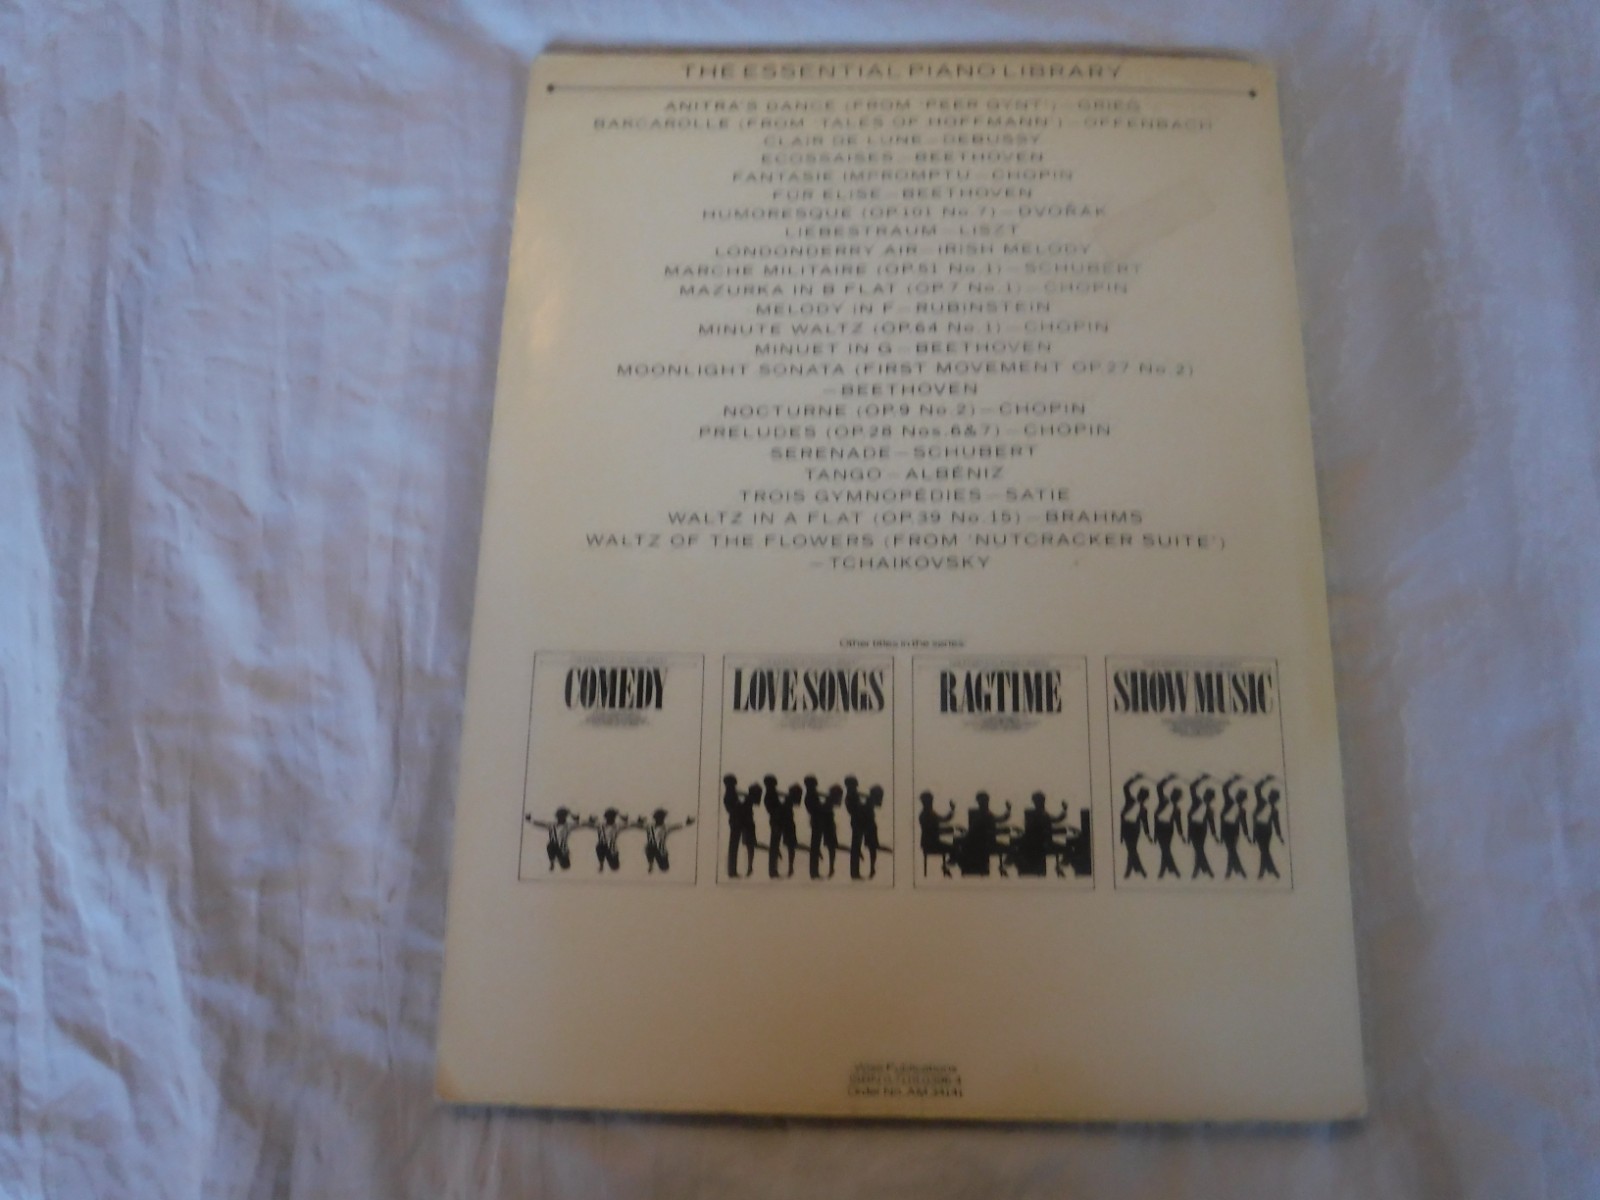 THE ESSENTIAL PIANO LIBRARY
ANITRA'S DANCE (FROM 'PEER GYNT') – GRIEG
BARCAROLLE (FROM 'TALES OF HOFFMANN') – OFFENBACH
CLAIR DE LUNE – DEBUSSY
ECOSSAISES – BEETHOVEN
FANTASIE IMPROMPTU – CHOPIN
FÜR ELISE – BEETHOVEN
HUMORESQUE (OP.101 No.7) – DVOŘÁK
LIEBESTRAUM – LISZT
LONDONDERRY AIR – IRISH MELODY
MARCHE MILITAIRE (OP.51 No.1) – SCHUBERT
MAZURKA IN B FLAT (OP.7 No.1) – CHOPIN
MELODY IN F – RUBINSTEIN
MINUTE WALTZ (OP.64 No.1) – CHOPIN
MINUET IN G – BEETHOVEN
MOONLIGHT SONATA (FIRST MOVEMENT OP.27 No.2)
– BEETHOVEN
NOCTURNE (OP.9 No.2) – CHOPIN
PRELUDES (OP.28 Nos.6&7) – CHOPIN
SERENADE – SCHUBERT
TANGO – ALBÉNIZ
TROIS GYMNOPÉDIES – SATIE
WALTZ IN A FLAT (OP.39 No.15) – BRAHMS
WALTZ OF THE FLOWERS (FROM 'NUTCRACKER SUITE')
– TCHAIKOVSKY
Other titles in the series
COMEDY
LOVE SONGS
RAGTIME
SHOW MUSIC
Wise Publications
Order No. AM